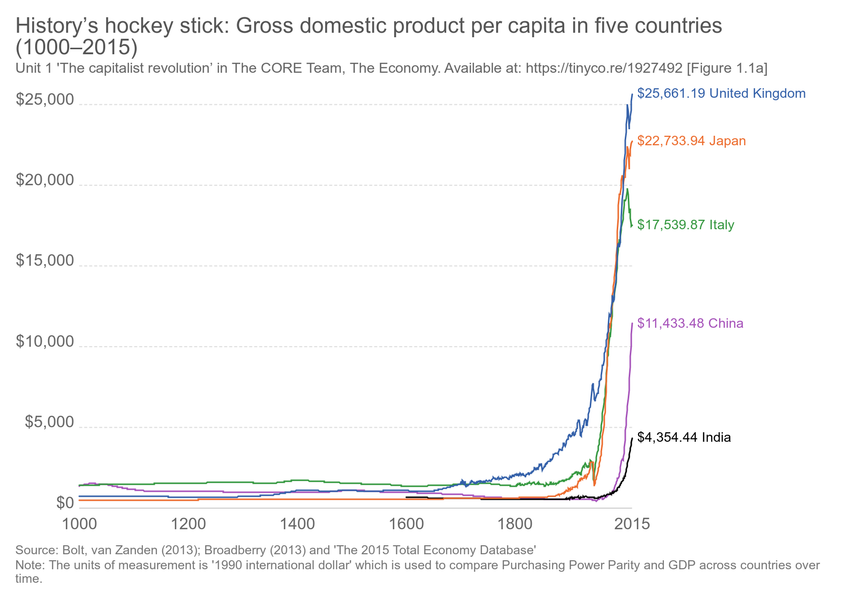 History’s hockey stick: Gross domestic product per capita in five countries
(1000–2015)
Unit 1 'The capitalist revolution’ in The CORE Team, The Economy. Available at: https://tinyco.re/1927492 [Figure 1.1a]
$25,000
$25,661.19 United Kingdom
$22,733.94 Japan
$20,000
$17,539.87 Italy
$15,000
$11,433.48 China
$10,000
$5,000
$4,354.44 India
$0
1000 1200 1400 1600 1800 2015
Source: Bolt, van Zanden (2013); Broadberry (2013) and 'The 2015 Total Economy Database'
Note: The units of measurement is '1990 international dollar' which is used to compare Purchasing Power Parity and GDP across countries over
time.